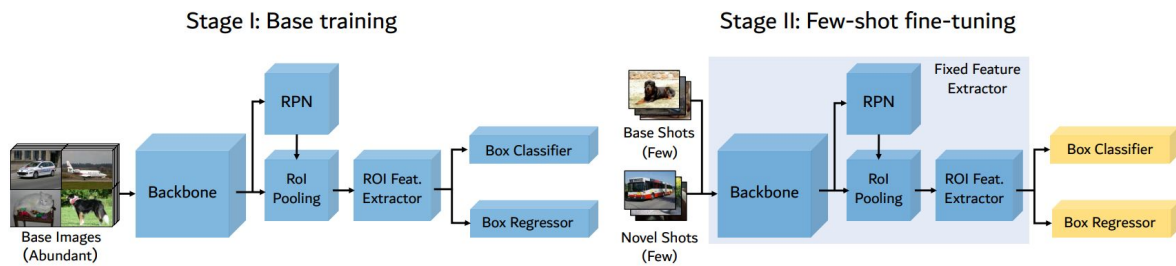 Stage I: Base training
RPN
Backbone
RoI
Pooling
ROI Feat.
Extractor
Box Classifier
Box Regressor
Base Images
(Abundant)
Stage II: Few-shot fine-tuning
Fixed Feature
Extractor
Base Shots
(Few)
Novel Shots
(Few)
RPN
Backbone
RoI
Pooling
ROI Feat.
Extractor
Box Classifier
Box Regressor